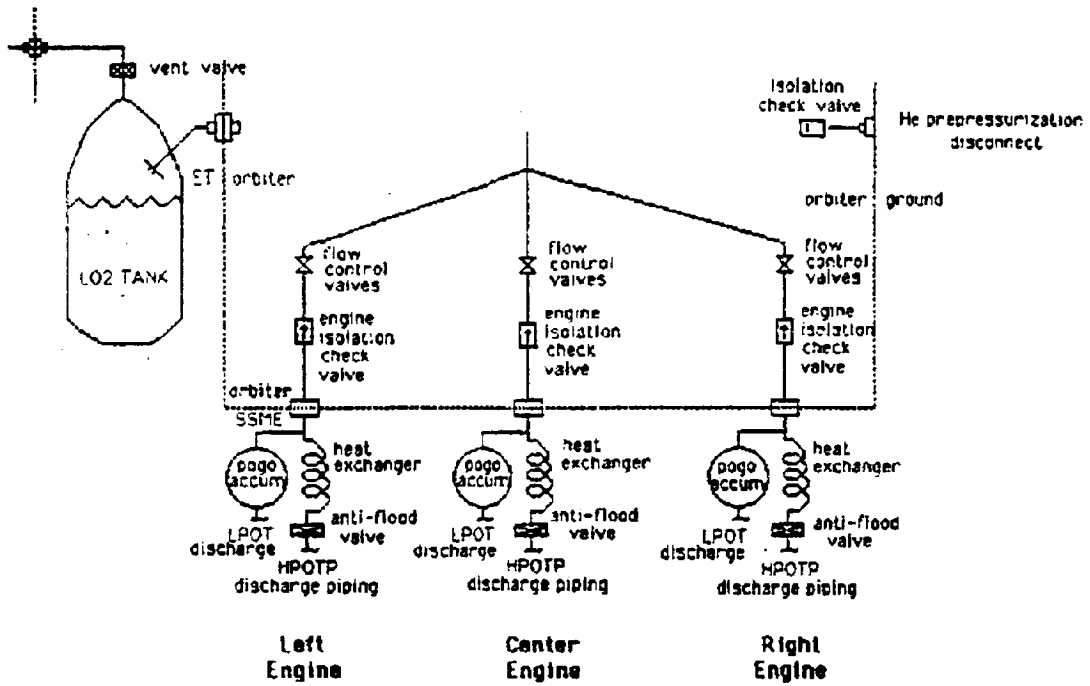 vent valve
isolation
check valve
He prepressurization
disconnect
ET orbiter
orbiter ground
LO2 TANK
flow
control
valves
flow
control
valves
flow
control
valves
engine
isolation
check
valve
engine
isolation
check
valve
engine
isolation
check
valve
orbiter
SSME
pogo
accum
heat
exchanger
pogo
accum
heat
exchanger
pogo
accum
heat
exchanger
LPOT
discharge
anti-flood
valve
HPOTP
discharge piping
LPOT
discharge
anti-flood
valve
HPOTP
discharge piping
LPOT
discharge
anti-flood
valve
HPOTP
discharge piping
Left
Engine
Center
Engine
Right
Engine